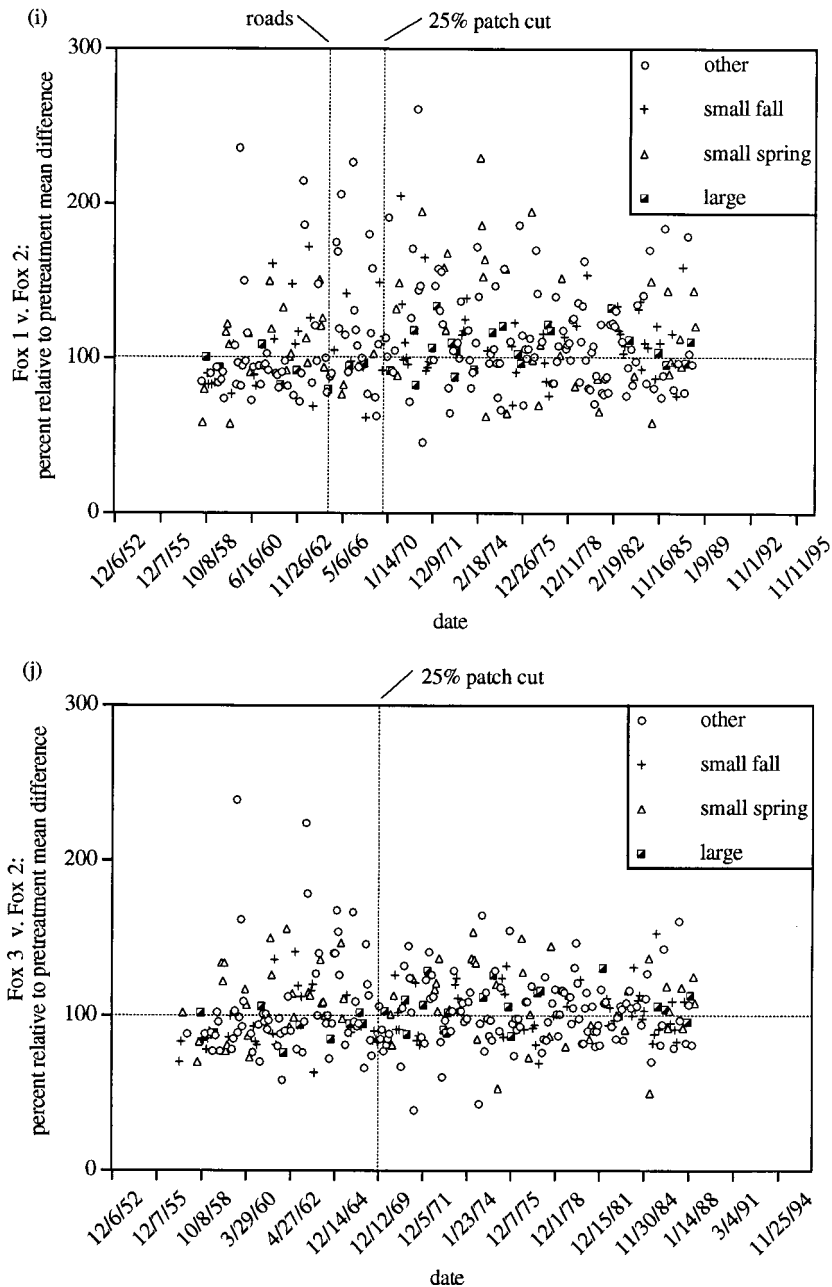 (i)
roads
25% patch cut
Fox 1 v. Fox 2:
percent relative to pretreatment mean difference
300
200
100
0
other
small fall
small spring
large
12/6/52
12/7/55
10/8/58
6/16/60
11/26/62
5/6/66
1/14/70
12/9/71
2/18/74
12/26/75
12/11/78
2/19/82
11/16/85
1/9/89
11/1/92
11/11/95
date
(j)
25% patch cut
Fox 3 v. Fox 2:
percent relative to pretreatment mean difference
300
200
100
0
other
small fall
small spring
large
12/6/52
12/7/55
10/8/58
3/29/60
4/27/62
12/14/64
12/12/69
12/5/71
1/23/74
12/7/75
12/1/78
12/15/81
11/30/84
1/14/88
3/4/91
11/25/94
date